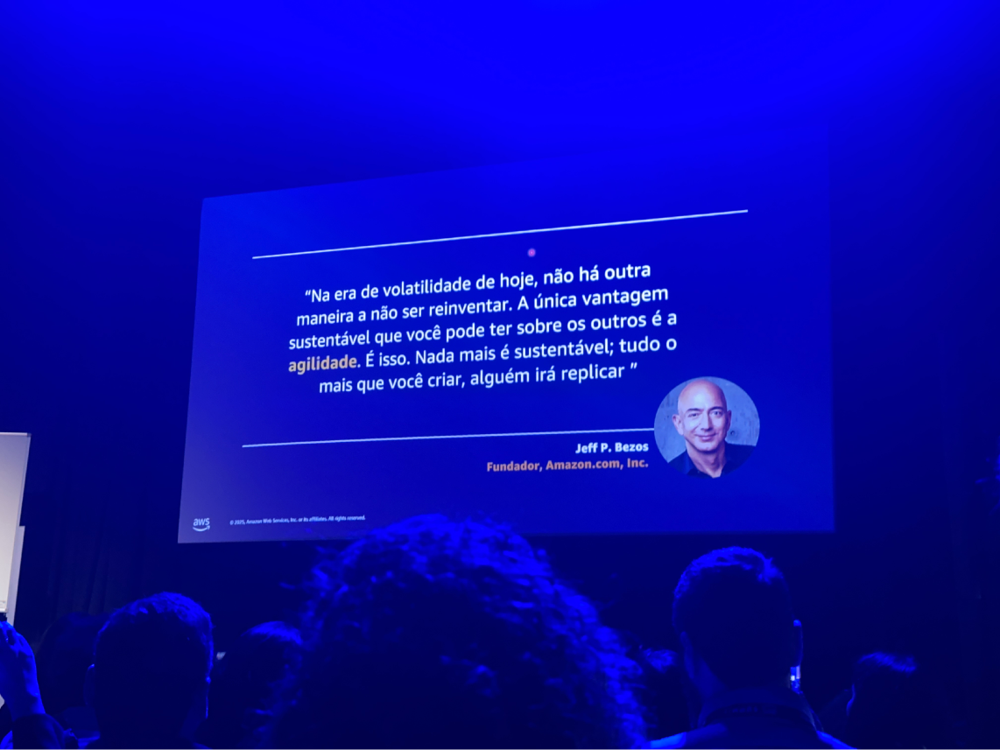 “Na era de volatilidade de hoje, não há outra
maneira a não ser reinventar. A única vantagem
sustentável que você pode ter sobre os outros é a
agilidade. É isso. Nada mais é sustentável; tudo o
mais que você criar, alguém irá replicar ”
Jeff P. Bezos
Fundador, Amazon.com, Inc.
aws
© 2025, Amazon Web Services, Inc. or its affiliates. All rights reserved.